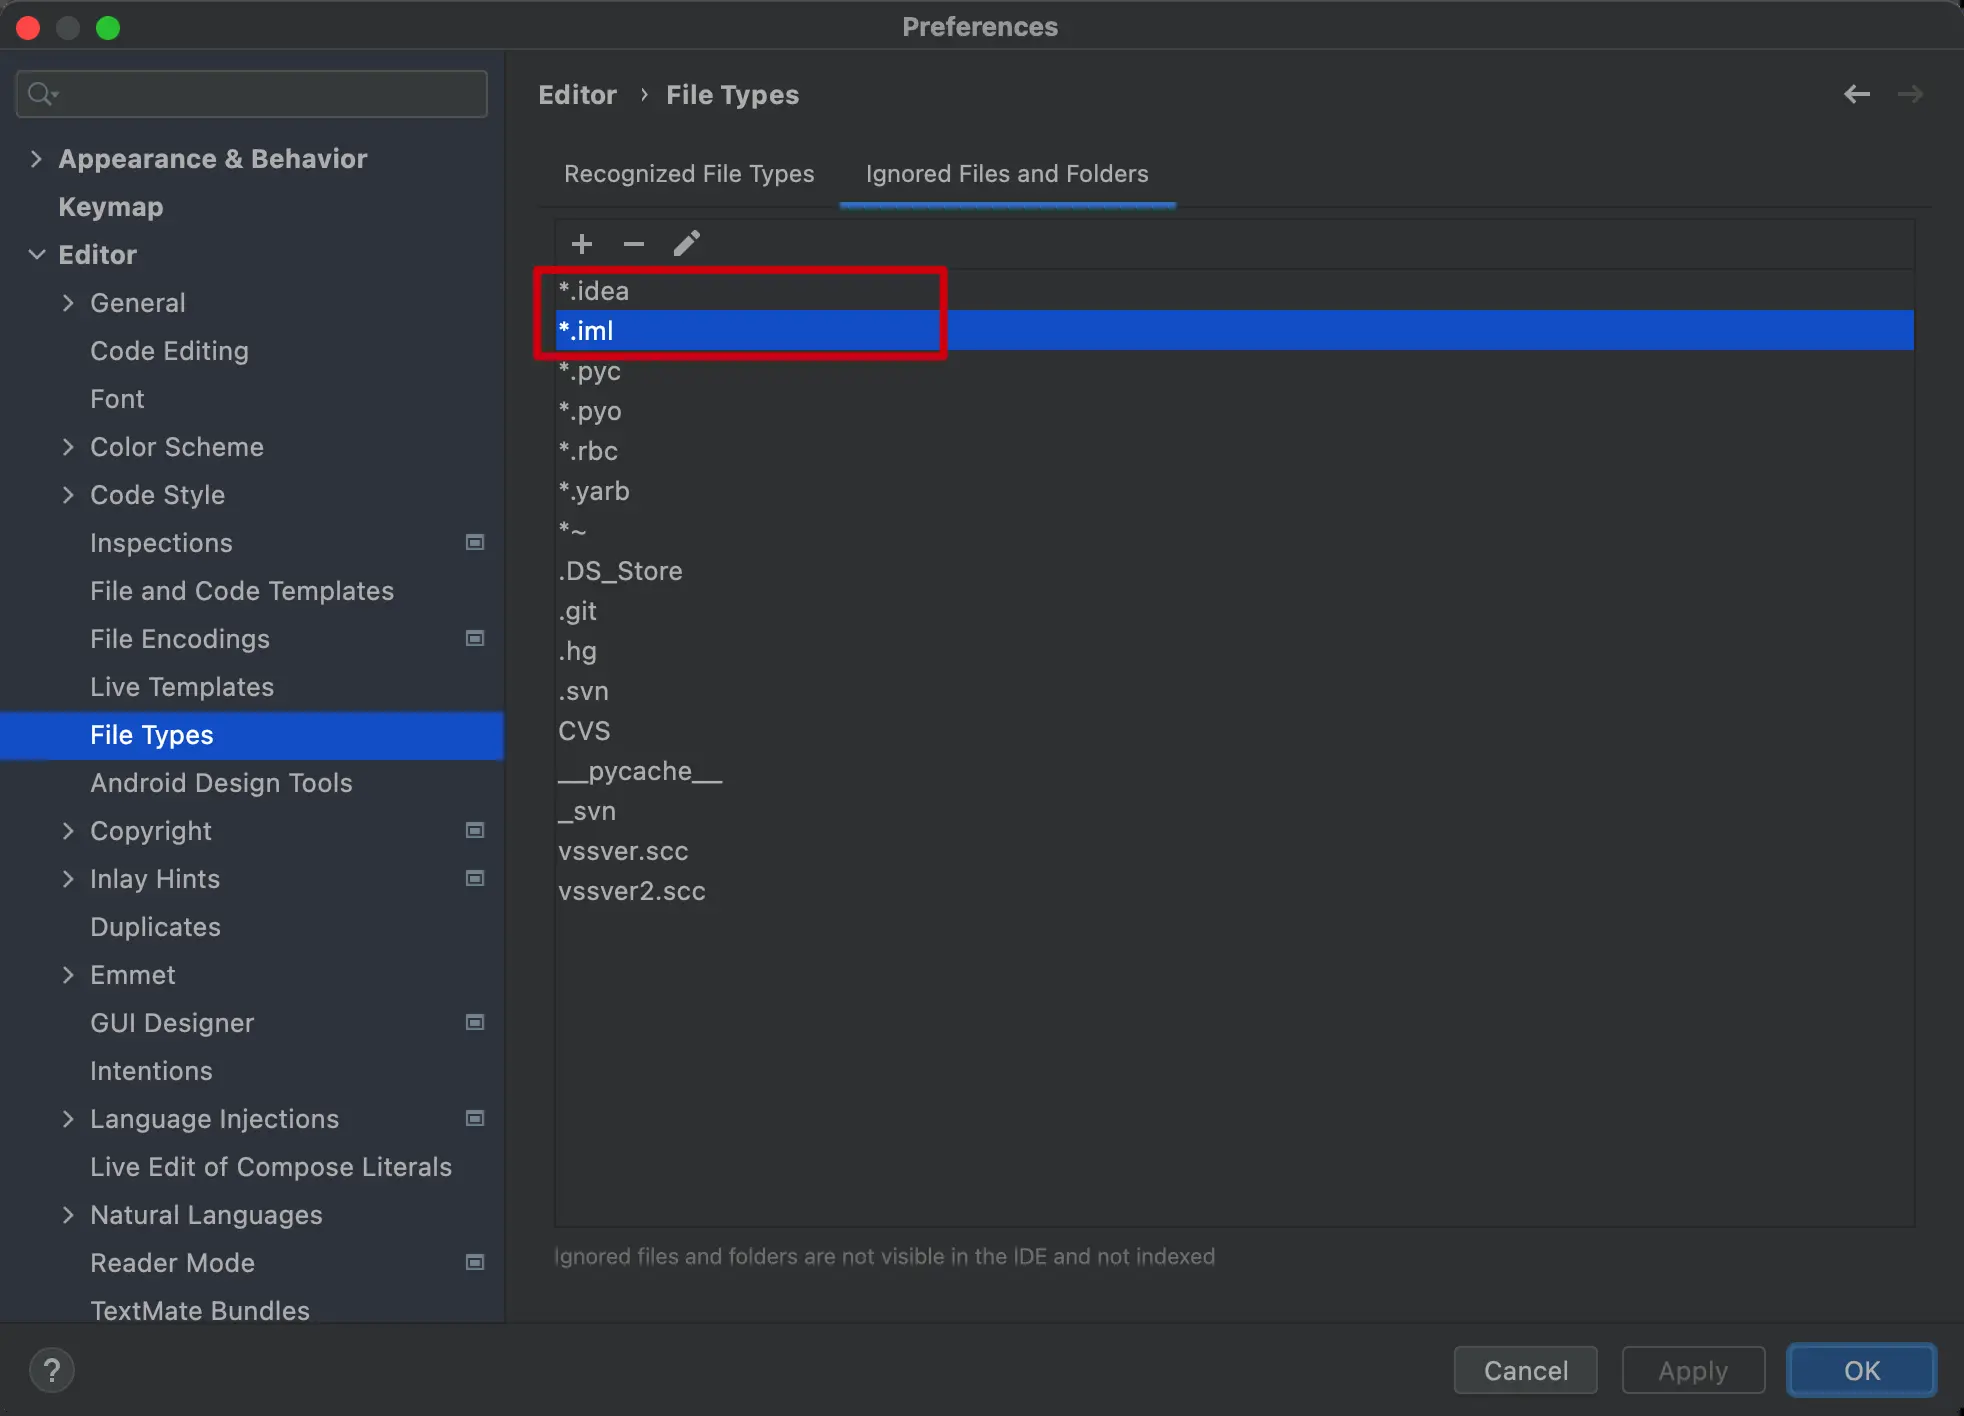 Preferences
Appearance & Behavior
Keymap
Editor
General
Code Editing
Font
Color Scheme
Code Style
Inspections
File and Code Templates
File Encodings
Live Templates
File Types
Android Design Tools
Copyright
Inlay Hints
Duplicates
Emmet
GUI Designer
Intentions
Language Injections
Live Edit of Compose Literals
Natural Languages
Reader Mode
TextMate Bundles
Editor › File Types
Recognized File Types
Ignored Files and Folders
*.idea
*.iml
*.pyc
*.pyo
*.rbc
*.yarb
*~
.DS_Store
.git
.hg
.svn
CVS
__pycache__
_svn
vssver.scc
vssver2.scc
Ignored files and folders are not visible in the IDE and not indexed
?
Cancel
Apply
OK